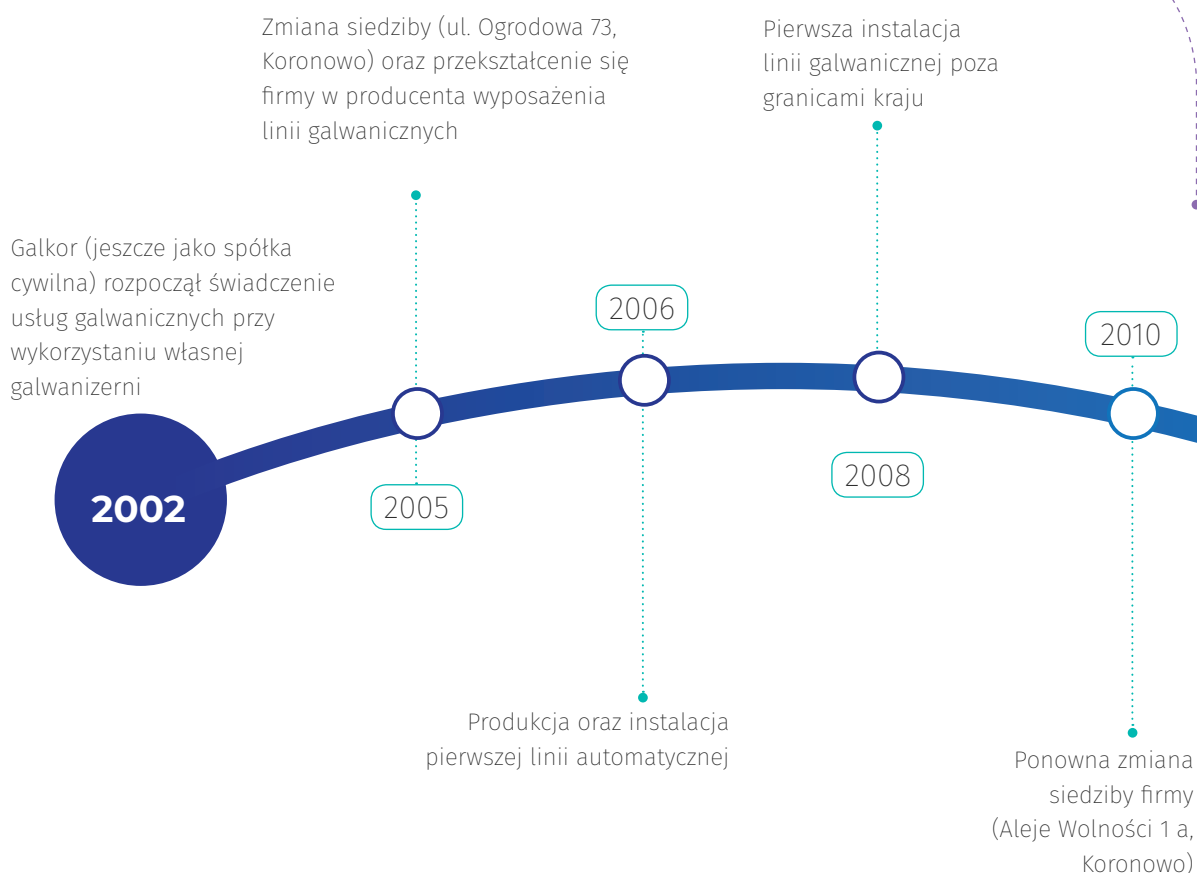 Galkor (jeszcze jako spółka
cywilna) rozpoczął świadczenie
usług galwanicznych przy
wykorzystaniu własnej
galwanizerni
2002
Zmiana siedziby (ul. Ogrodowa 73,
Koronowo) oraz przekształcenie się
firmy w producenta wyposażenia
linii galwanicznych
2005
2006
Produkcja oraz instalacja
pierwszej linii automatycznej
Pierwsza instalacja
linii galwanicznej poza
granicami kraju
2008
2010
Ponowna zmiana
siedziby firmy
(Aleje Wolności 1 a,
Koronowo)